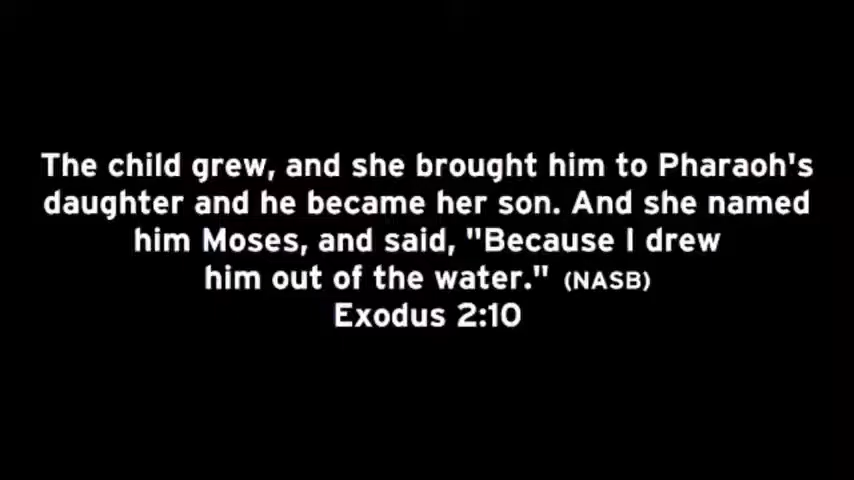 The child grew, and she brought him to Pharaoh's
daughter and he became her son. And she named
him Moses, and said, "Because I drew
him out of the water." (NASB)
Exodus 2:10